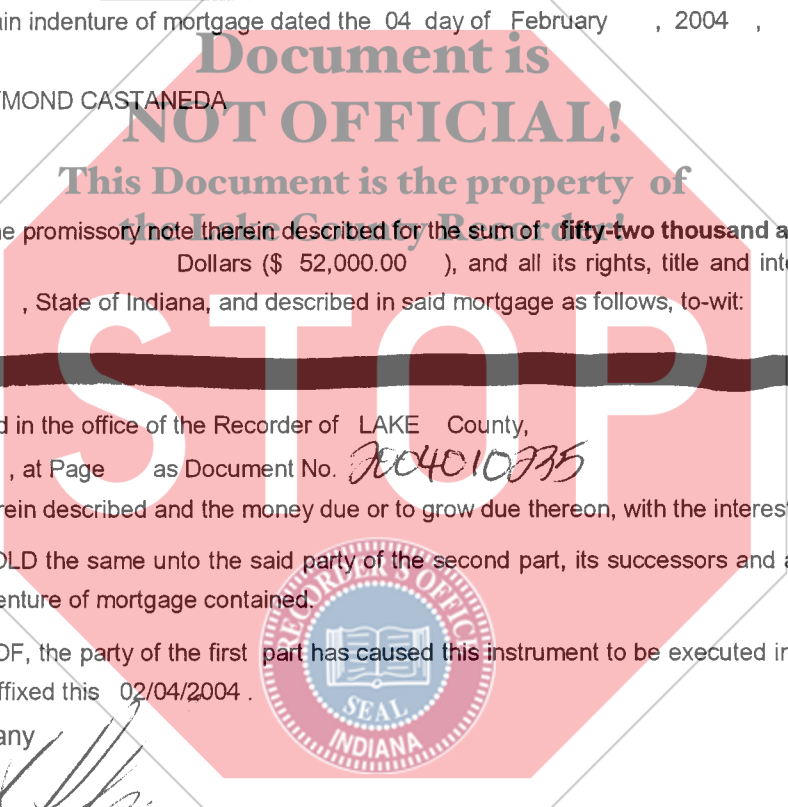 in indenture of mortgage dated the 04 day of February , 2004 ,
Document is
MOND CASTANEDA
NOT OFFICIAL!
This Document is the property of
the Lake County Recorder!
e promissory note therein described for the sum of fifty-two thousand a
Dollars ($ 52,000.00 ), and all its rights, title and int
, State of Indiana, and described in said mortgage as follows, to-wit:
STOP
d in the office of the Recorder of LAKE County,
, at Page as Document No. 2004010235
rein described and the money due or to grow due thereon, with the interes
OLD the same unto the said party of the second part, its successors and a
enture of mortgage contained.
OF, the party of the first part has caused this instrument to be executed in
ffixed this 02/04/2004 .
any
RECORDER'S OFFICE
SEAL
INDIANA